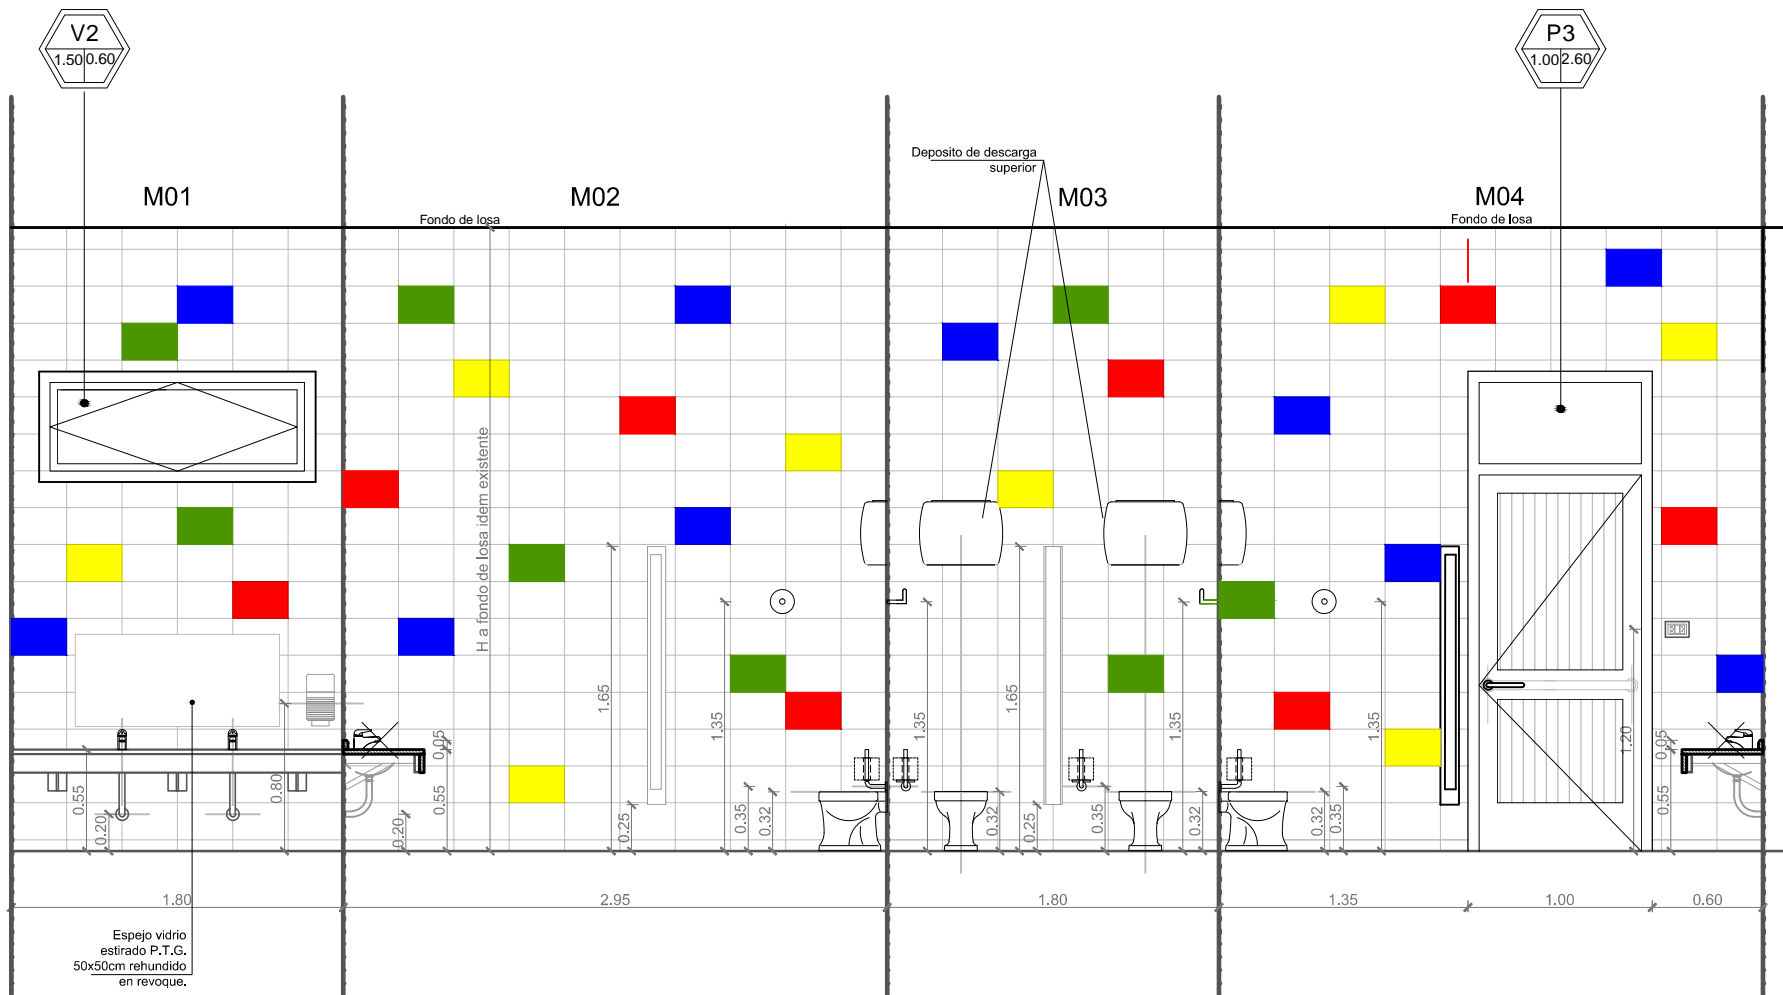 V2
1.50 0.60
P3
1.00 2.60
Deposito de descarga
superior
M01
M02
M03
M04
Fondo de losa
Fondo de losa
H a fondo de losa idem existente
1.65
1.35
1.65
1.35
1.35
1.35
1.20
0.55
0.20
0.80
0.20
0.05
0.55
0.25
0.35
0.32
0.32
0.25
0.35
0.32
0.32
0.35
0.05
0.55
1.80
2.95
1.80
1.35
1.00
0.60
Espejo vidrio
estirado P.T.G.
50x50cm rehundido
en revoque.